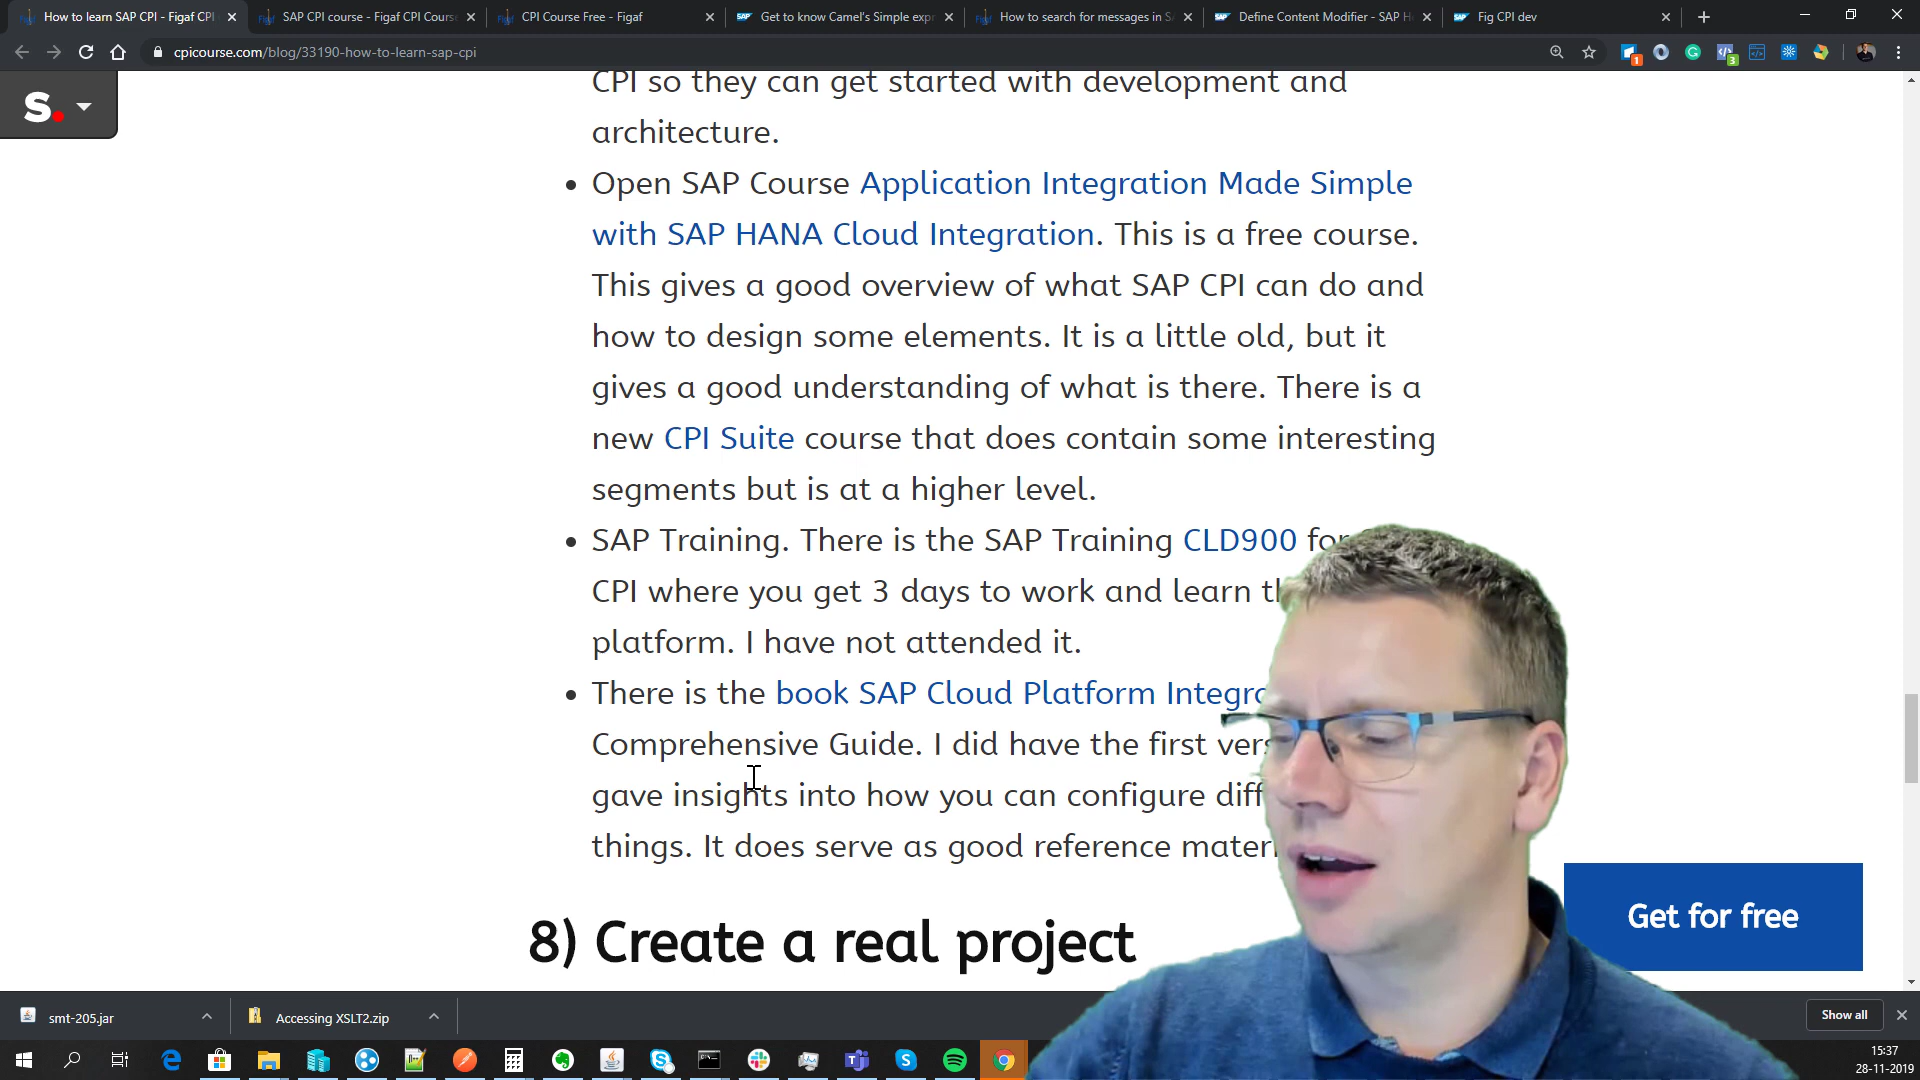 How to learn SAP CPI - Figaf CPI
SAP CPI course - Figaf CPI Course
CPI Course Free - Figaf
Get to know Camel's Simple expr
How to search for messages in SA
Define Content Modifier - SAP He
Fig CPI dev
cpicourse.com/blog/33190-how-to-learn-sap-cpi
S.
CPI so they can get started with development and
architecture.
Open SAP Course Application Integration Made Simple
with SAP HANA Cloud Integration. This is a free course.
This gives a good overview of what SAP CPI can do and
how to design some elements. It is a little old, but it
gives a good understanding of what is there. There is a
new CPI Suite course that does contain some interesting
segments but is at a higher level.
SAP Training. There is the SAP Training CLD900 for
CPI where you get 3 days to work and learn
platform. I have not attended it.
There is the book SAP Cloud Platform
Comprehensive Guide. I did have the first
gave insights into how you can configure
things. It does serve as good reference
8) Create a real project
Get for free
smt-205.jar
Accessing XSLT2.zip
Show all
15:37
28-11-2019